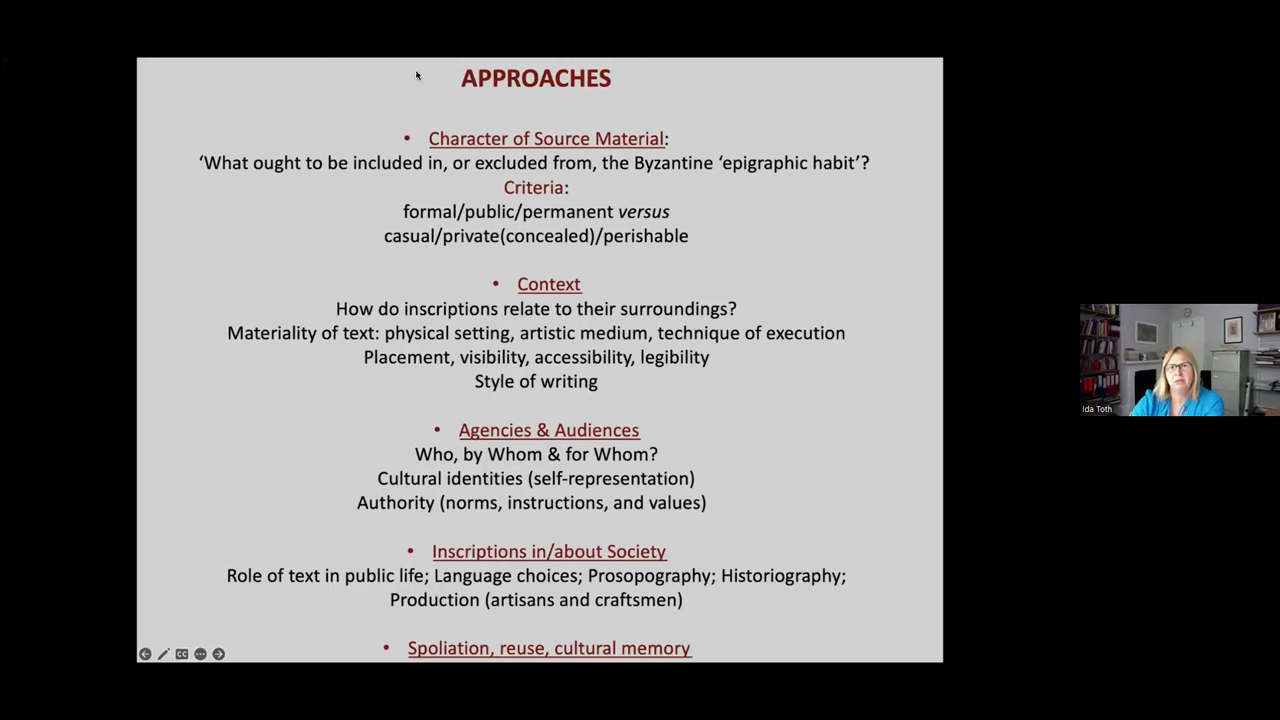 APPROACHES
• Character of Source Material:
‘What ought to be included in, or excluded from, the Byzantine ‘epigraphic habit’?
Criteria:
formal/public/permanent versus
casual/private(concealed)/perishable
• Context
How do inscriptions relate to their surroundings?
Materiality of text: physical setting, artistic medium, technique of execution
Placement, visibility, accessibility, legibility
Style of writing
• Agencies & Audiences
Who, by Whom & for Whom?
Cultural identities (self-representation)
Authority (norms, instructions, and values)
• Inscriptions in/about Society
Role of text in public life; Language choices; Prosopography; Historiography;
Production (artisans and craftsmen)
• Spoliation, reuse, cultural memory
CC
Ida Toth